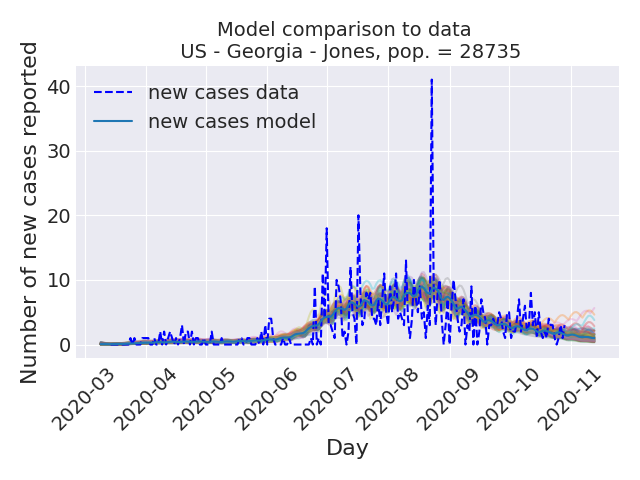 Model comparison to data
US - Georgia - Jones, pop. = 28735
Number of new cases reported
40
30
20
10
0
new cases data
new cases model
2020-03
2020-04
2020-05
2020-06
2020-07
2020-08
2020-09
2020-10
2020-11
Day